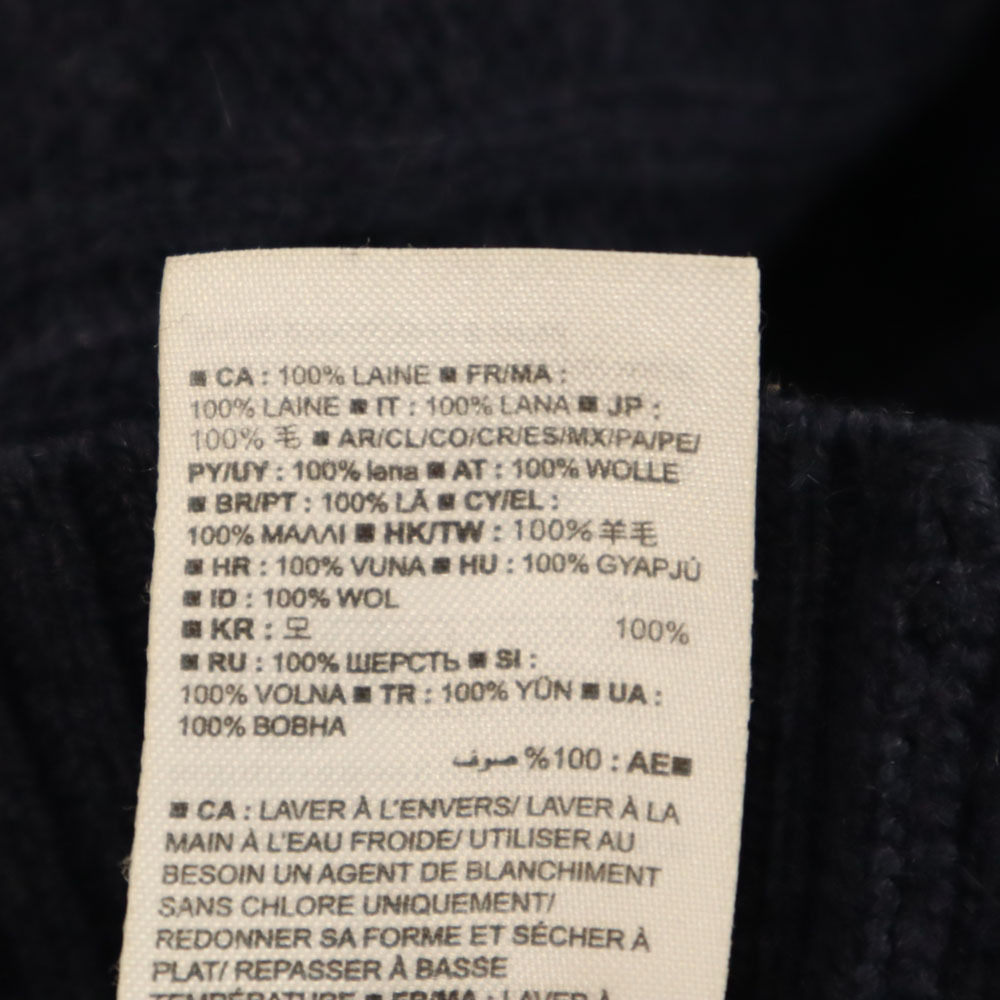 ■ CA : 100% LAINE ■ FR/MA :
100% LAINE ■ IT : 100% LANA ■ JP :
100% 毛 ■ AR/CL/CO/CR/ES/MX/PA/PE/
PY/UY : 100% lana ■ AT : 100% WOLLE
■ BR/PT : 100% LÃ ■ CY/EL :
100% ΜΑΛΛΙ ■ HK/TW : 100% 羊毛
■ HR : 100% VUNA ■ HU : 100% GYAPJÚ
■ ID : 100% WOL
■ KR : 모 100%
■ RU : 100% ШЕРСТЬ ■ SI :
100% VOLNA ■ TR : 100% YÜN ■ UA :
100% ВОВНА
■AE : 100% صوف
■ CA : LAVER À L'ENVERS/ LAVER À LA
MAIN À L'EAU FROIDE/ UTILISER AU
BESOIN UN AGENT DE BLANCHIMENT
SANS CHLORE UNIQUEMENT/
REDONNER SA FORME ET SÉCHER À
PLAT/ REPASSER À BASSE
TEMPÉRATURE ■ FR/MA : LAVER À